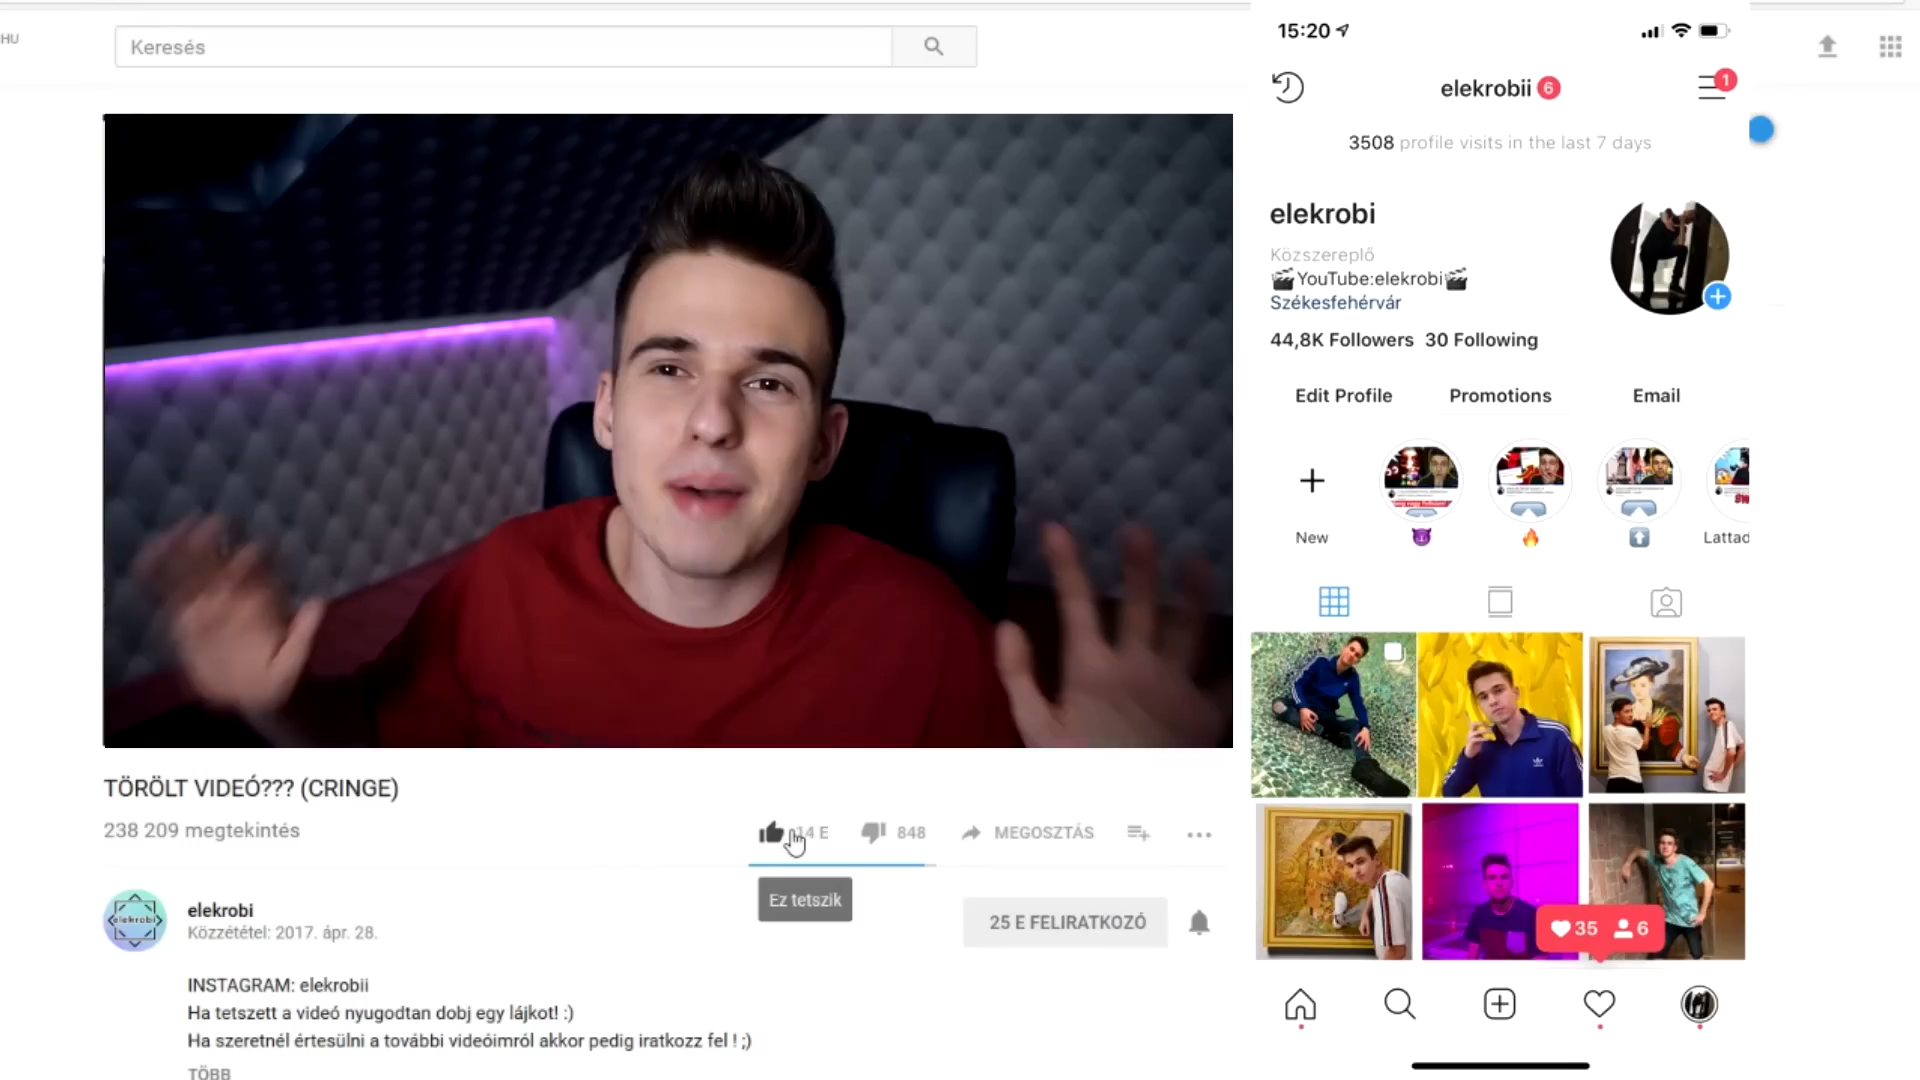 HU
Keresés
TÖRÖLT VIDEÓ??? (CRINGE)
238 209 megtekintés
14 E
848
MEGOSZTÁS
Ez tetszik
elekrobi
elekrobi
Közzététel: 2017. ápr. 28.
25 E FELIRATKOZÓ
INSTAGRAM: elekrobii
Ha tetszett a videó nyugodtan dobj egy lájkot! :)
Ha szeretnél értesülni a további videóimról akkor pedig iratkozz fel ! ;)
TÖBB
15:20
elekrobii 6
1
3508 profile visits in the last 7 days
elekrobi
Közszereplő
🎬YouTube:elekrobi🎬
Székesfehérvár
44,8K Followers 30 Following
Edit Profile Promotions Email
New 😈 🔥 ⬆️ Lattad
35 6